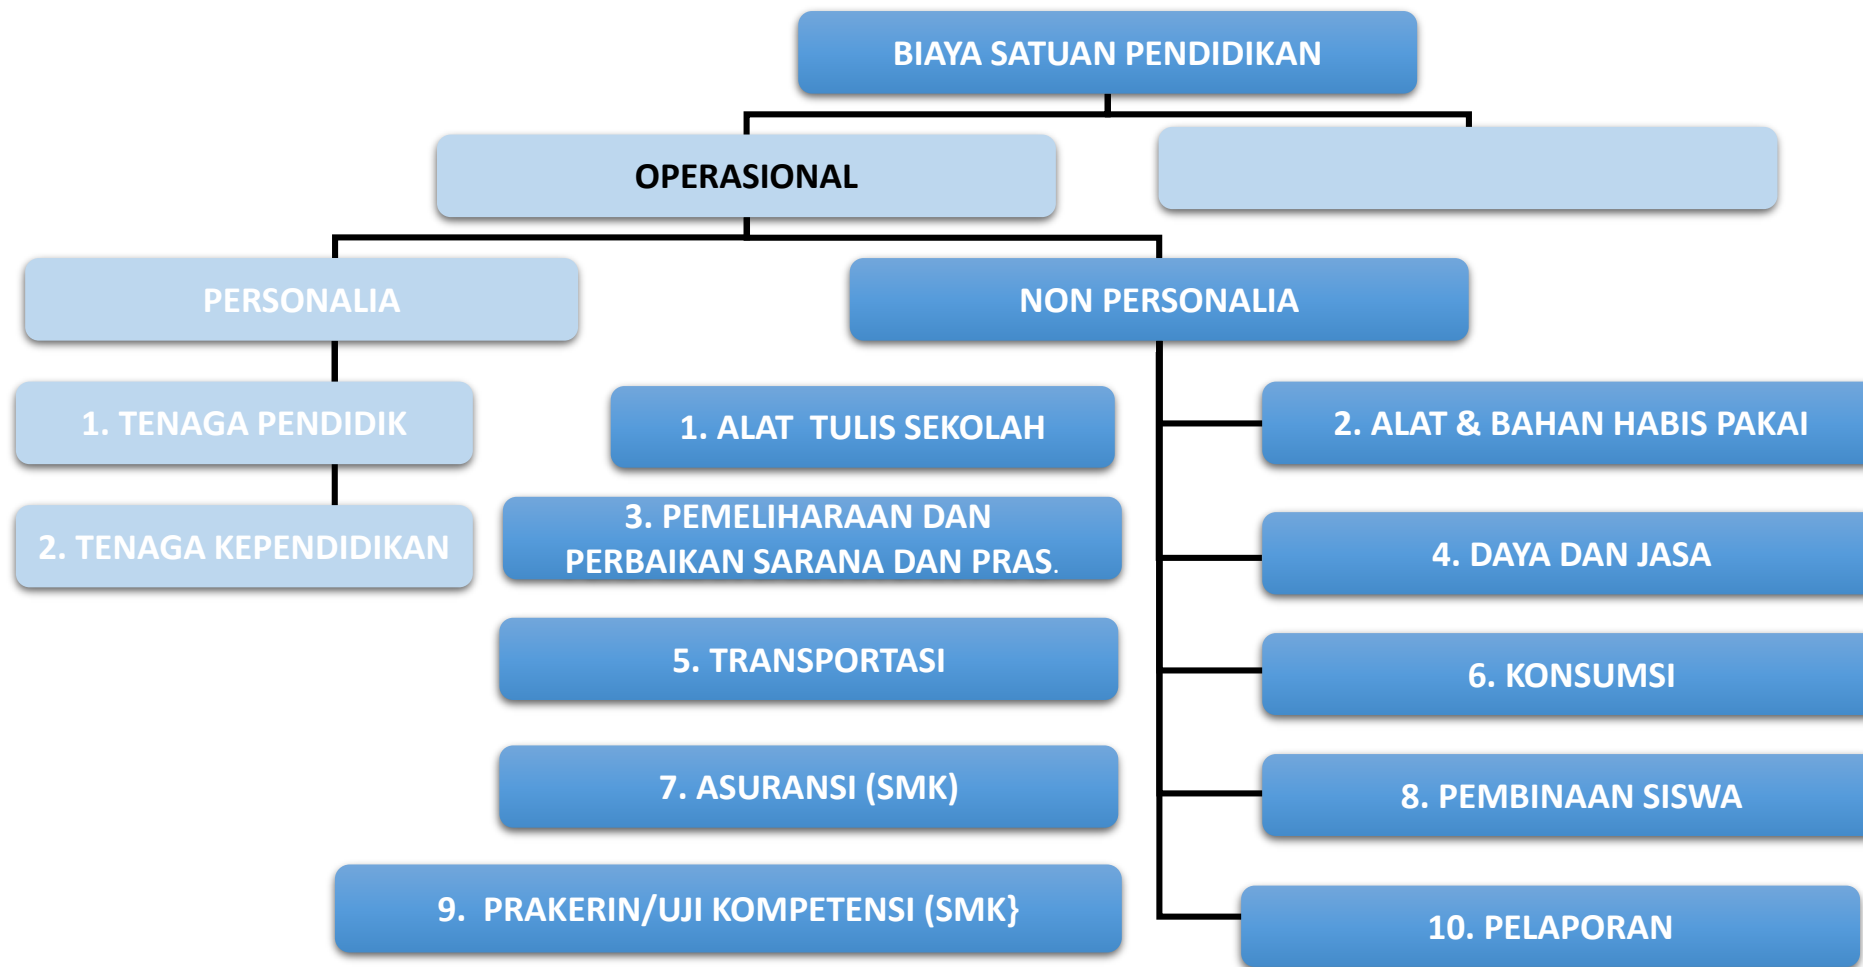 BIAYA SATUAN PENDIDIKAN
OPERASIONAL
PERSONALIA
NON PERSONALIA
1. TENAGA PENDIDIK
1. ALAT  TULIS SEKOLAH
2. ALAT & BAHAN HABIS PAKAI
2. TENAGA KEPENDIDIKAN
3. PEMELIHARAAN DAN
PERBAIKAN SARANA DAN PRAS.
4. DAYA DAN JASA
5. TRANSPORTASI
6. KONSUMSI
7. ASURANSI (SMK)
8. PEMBINAAN SISWA
9.  PRAKERIN/UJI KOMPETENSI (SMK}
10. PELAPORAN